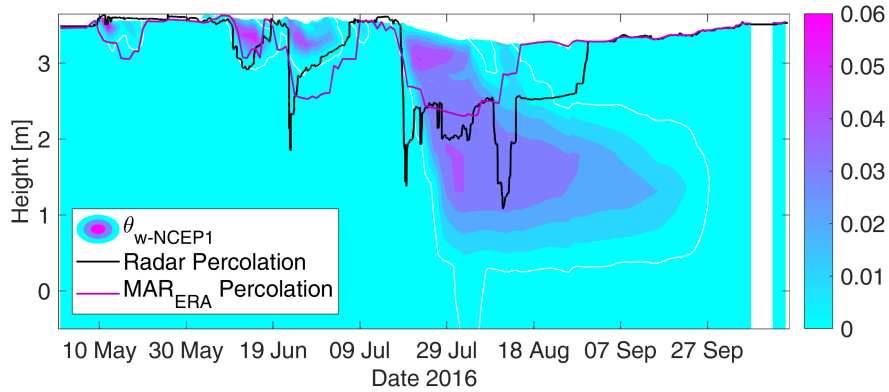 0.06
0.05
0.04
0.03
0.02
0.01
0
3
2
1
0
Height [m]
θw-NCEP1
Radar Percolation
MARERA Percolation
10 May 30 May 19 Jun 09 Jul 29 Jul 18 Aug 07 Sep 27 Sep
Date 2016